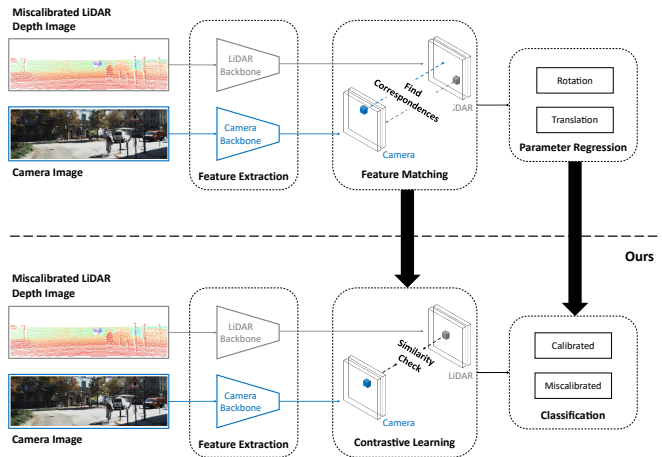 Miscalibrated LiDAR
Depth Image
LiDAR
Backbone
Camera
Backbone
Camera Image
Feature Extraction
Find
Correspondences
LiDAR
Camera
Feature Matching
Rotation
Translation
Parameter Regression
Ours
Miscalibrated LiDAR
Depth Image
LiDAR
Backbone
Camera
Backbone
Camera Image
Feature Extraction
Similarity
Check
LiDAR
Camera
Contrastive Learning
Calibrated
Miscalibrated
Classification